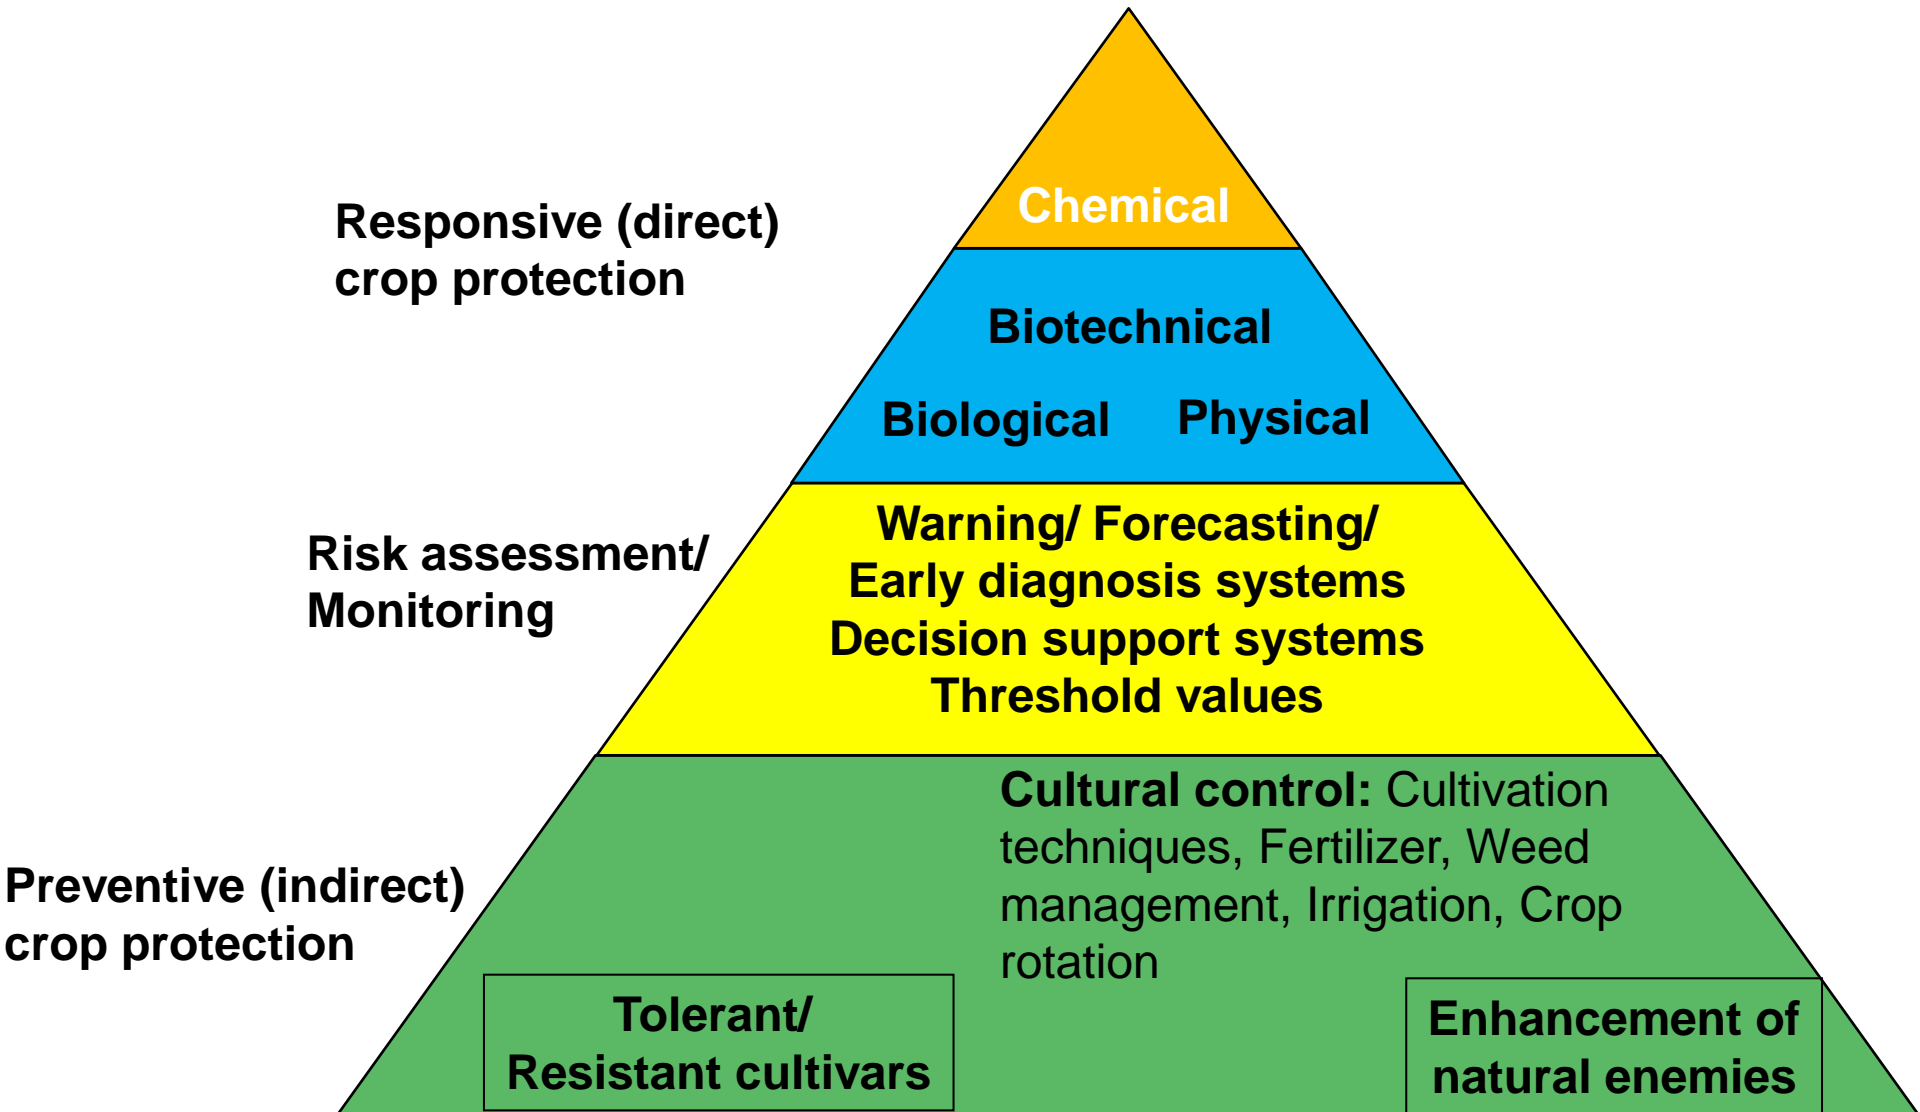 Chemical
Responsive (direct)
crop protection
Biotechnical
Biological Physical
Warning/ Forecasting/
Early diagnosis systems
Decision support systems
Threshold values
Risk assessment/
Monitoring
Cultural control: Cultivation
techniques, Fertilizer, Weed
management, Irrigation, Crop
rotation
Preventive (indirect)
crop protection
Tolerant/
Resistant cultivars
Enhancement of
natural enemies